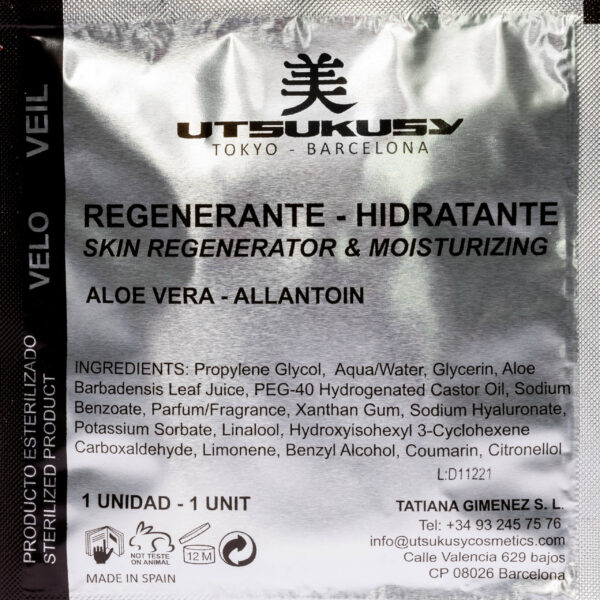 美
UTSUKUSY
TOKYO - BARCELONA
REGENERANTE - HIDRATANTE
SKIN REGENERATOR & MOISTURIZING
ALOE VERA - ALLANTOIN
INGREDIENTS: Propylene Glycol, Aqua/Water, Glycerin, Aloe
Barbadensis Leaf Juice, PEG-40 Hydrogenated Castor Oil, Sodium
Benzoate, Parfum/Fragrance, Xanthan Gum, Sodium Hyaluronate,
Potassium Sorbate, Linalool, Hydroxyisohexyl 3-Cyclohexene
Carboxaldehyde, Limonene, Benzyl Alcohol, Coumarin, Citronellol
L:D11221
1 UNIDAD - 1 UNIT
NOT TESTE
ON ANIMAL
12 M
MADE IN SPAIN
TATIANA GIMENEZ S. L.
Tel: +34 93 245 75 76
info@utsukusycosmetics.com
Calle Valencia 629 bajos
CP 08026 Barcelona
VELO VEIL
PRODUCTO ESTERILIZADO
STERILIZED PRODUCT